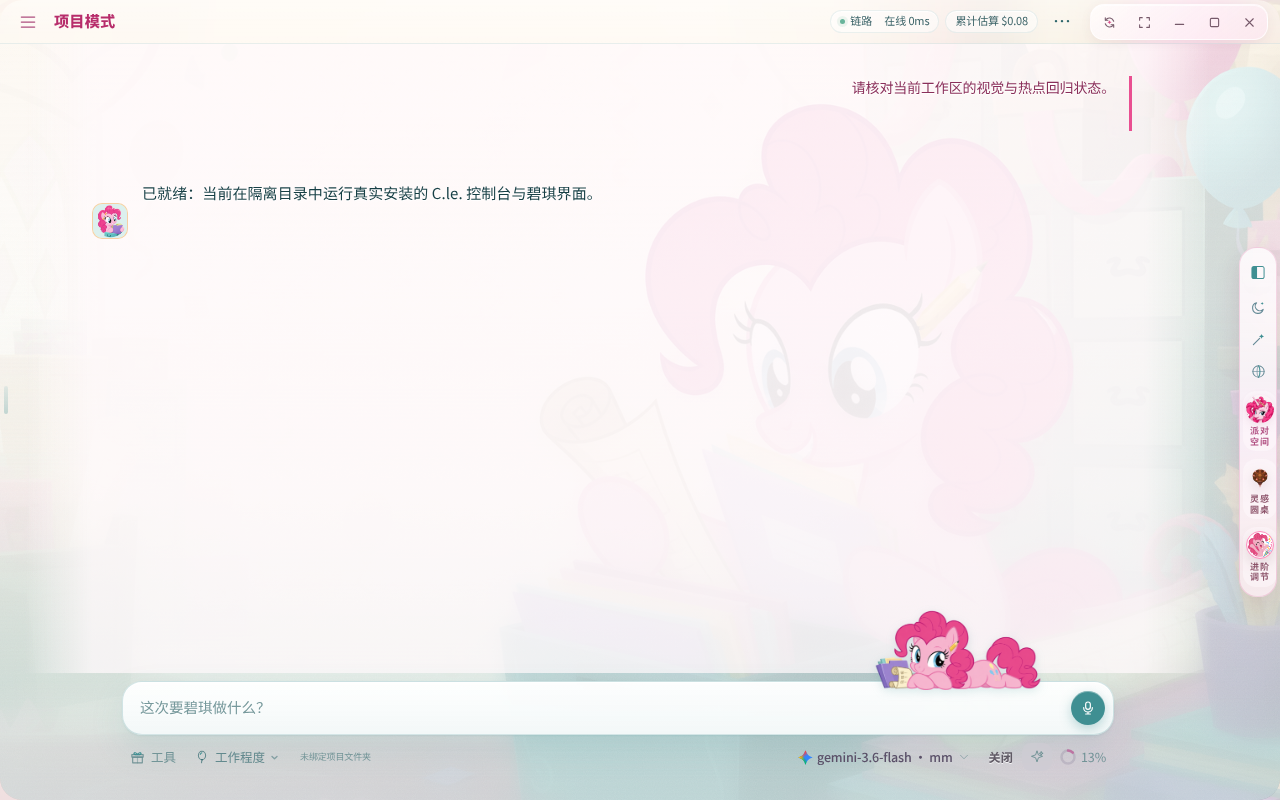 项目模式
链路 在线 0ms
累计估算 $0.08
请核对当前工作区的视觉与热点回归状态。
已就绪：当前在隔离目录中运行真实安装的 C.le. 控制台与碧琪界面。
派对
空间
灵感
圆桌
进阶
调节
这次要碧琪做什么？
工具
工作程度
未绑定项目文件夹
gemini-3.6-flash · mm
关闭
13%